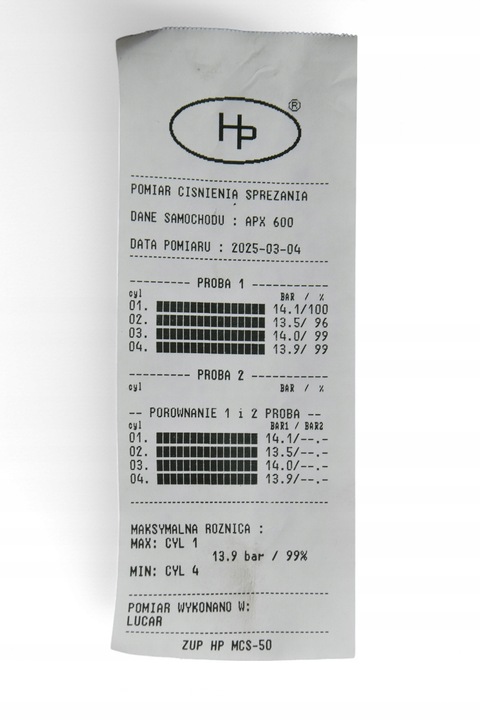 HP ®
POMIAR CISNIENIA SPREZANIA
DANE SAMOCHODU : APX 600
DATA POMIARU : 2025-03-04
--------- PROBA 1 -----------
cyl BAR / %
01. 14.1/100
02. 13.5/ 96
03. 14.0/ 99
04. 13.9/ 99
--------- PROBA 2 -----------
cyl BAR / %
-- POROWNANIE 1 i 2 PROBA --
cyl BAR1 / BAR2
01. 14.1/--.-
02. 13.5/--.-
03. 14.0/--.-
04. 13.9/--.-
MAKSYMALNA ROZNICA :
MAX: CYL 1
13.9 bar / 99%
MIN: CYL 4
POMIAR WYKONANO W:
LUCAR
ZUP HP MCS-50